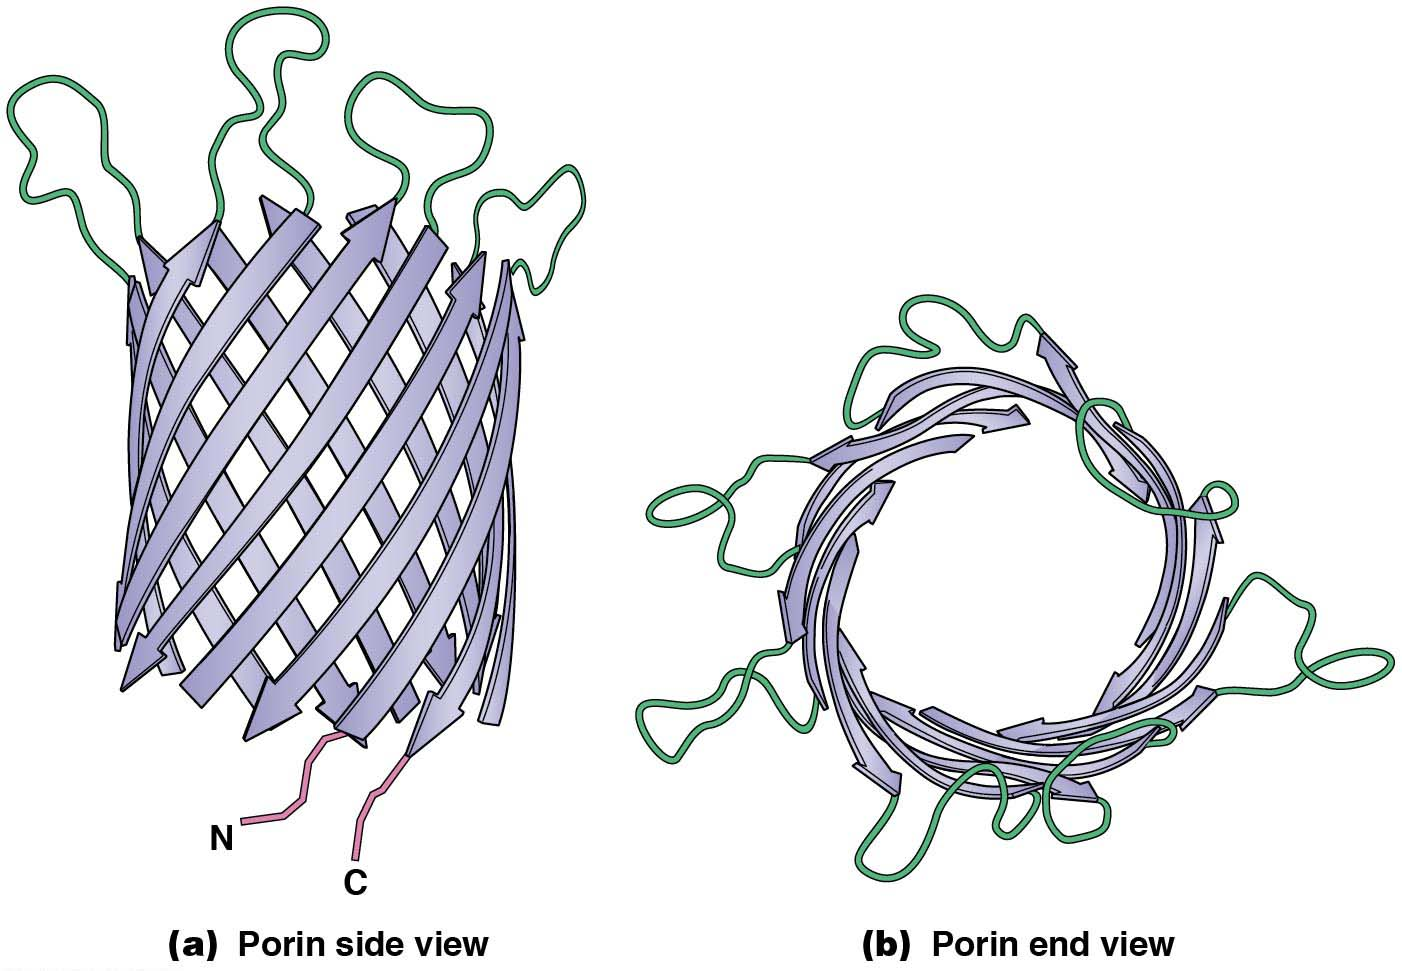 N
C
(a) Porin side view
(b) Porin end view